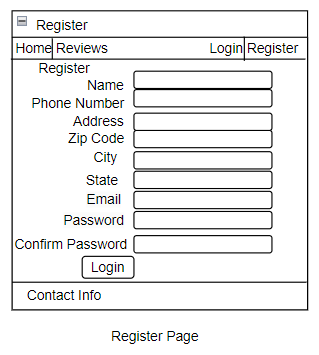 Register
Home Reviews Login Register
Register
Name
Phone Number
Address
Zip Code
City
State
Email
Password
Confirm Password
Login
Contact Info
Register Page